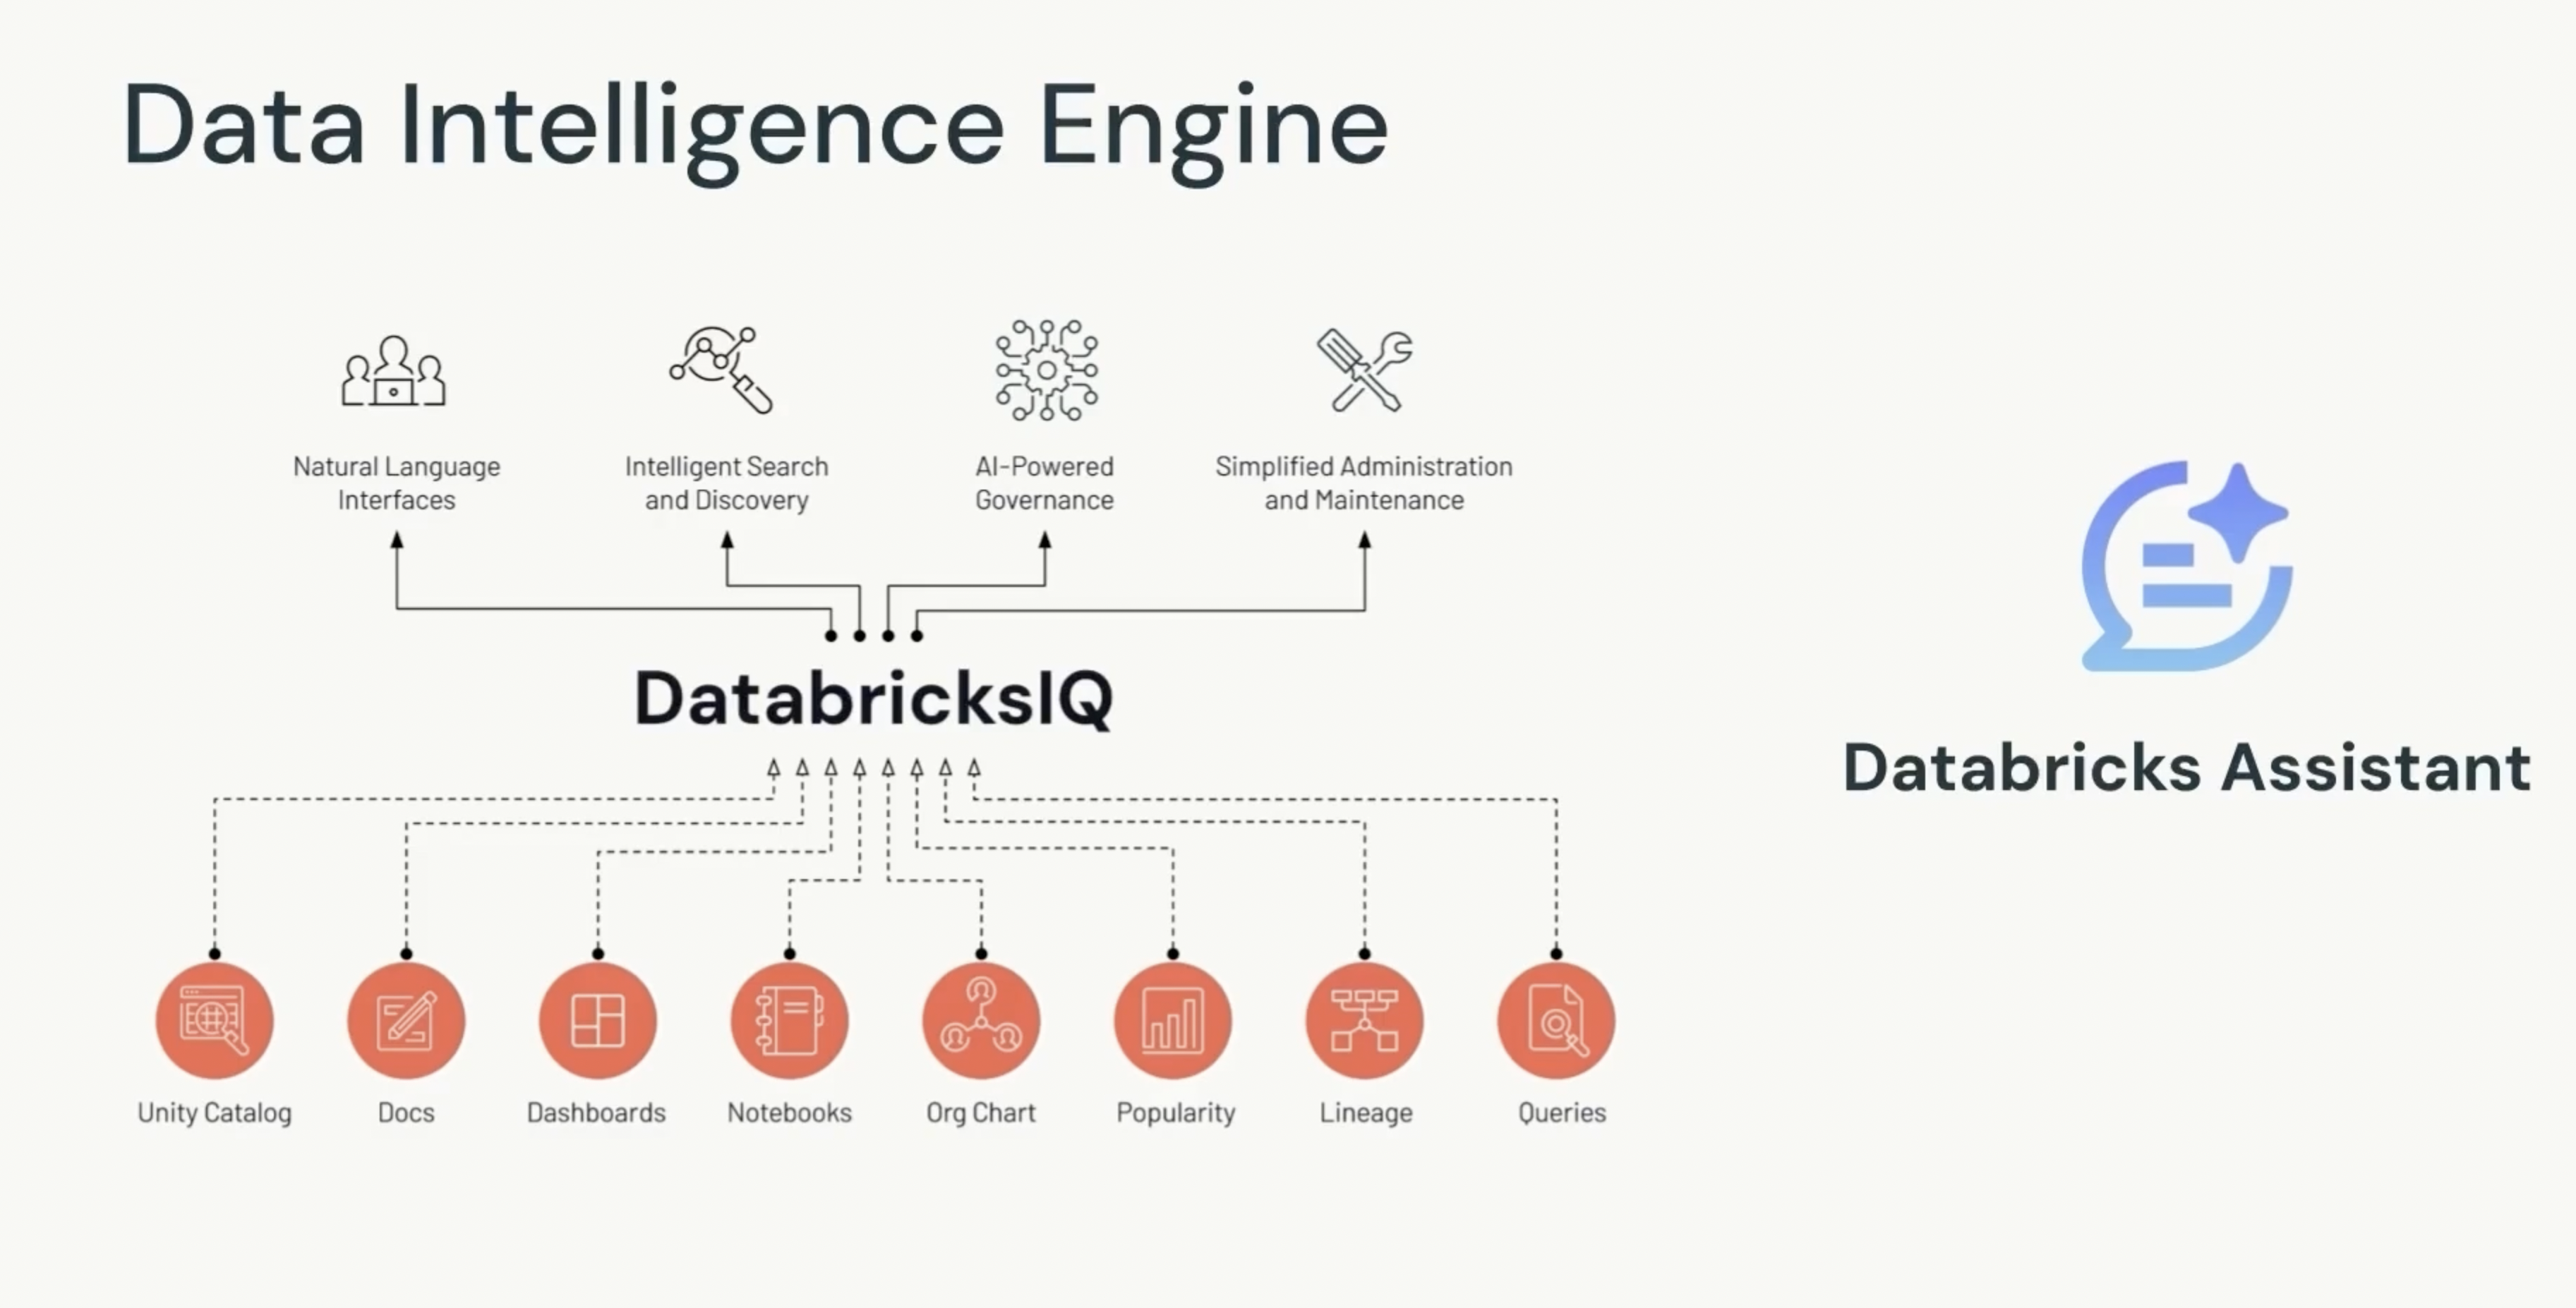 Data Intelligence Engine
Natural Language
Interfaces
Intelligent Search
and Discovery
AI-Powered
Governance
Simplified Administration
and Maintenance
DatabricksIQ
Databricks Assistant
Unity Catalog
Docs
Dashboards
Notebooks
Org Chart
Popularity
Lineage
Queries